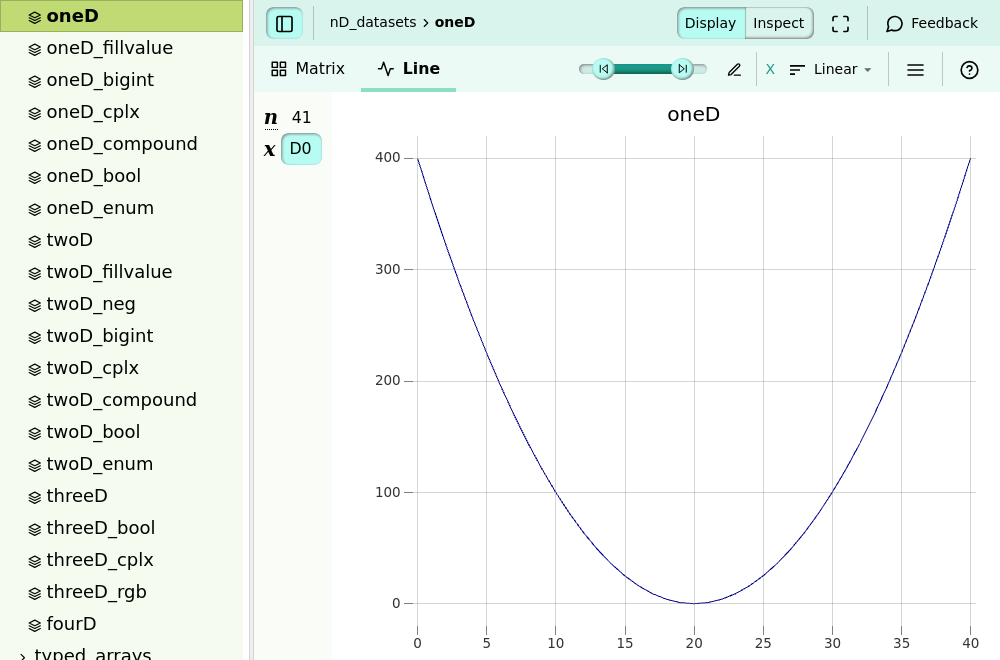 oneD
oneD_fillvalue
oneD_bigint
oneD_cplx
oneD_compound
oneD_bool
oneD_enum
twoD
twoD_fillvalue
twoD_neg
twoD_bigint
twoD_cplx
twoD_compound
twoD_bool
twoD_enum
threeD
threeD_bool
threeD_cplx
threeD_rgb
fourD
typed_arrays
nD_datasets › oneD
Display Inspect
Feedback
Matrix Line
X Linear
n 41
x D0
oneD
400
300
200
100
0
0 5 10 15 20 25 30 35 40